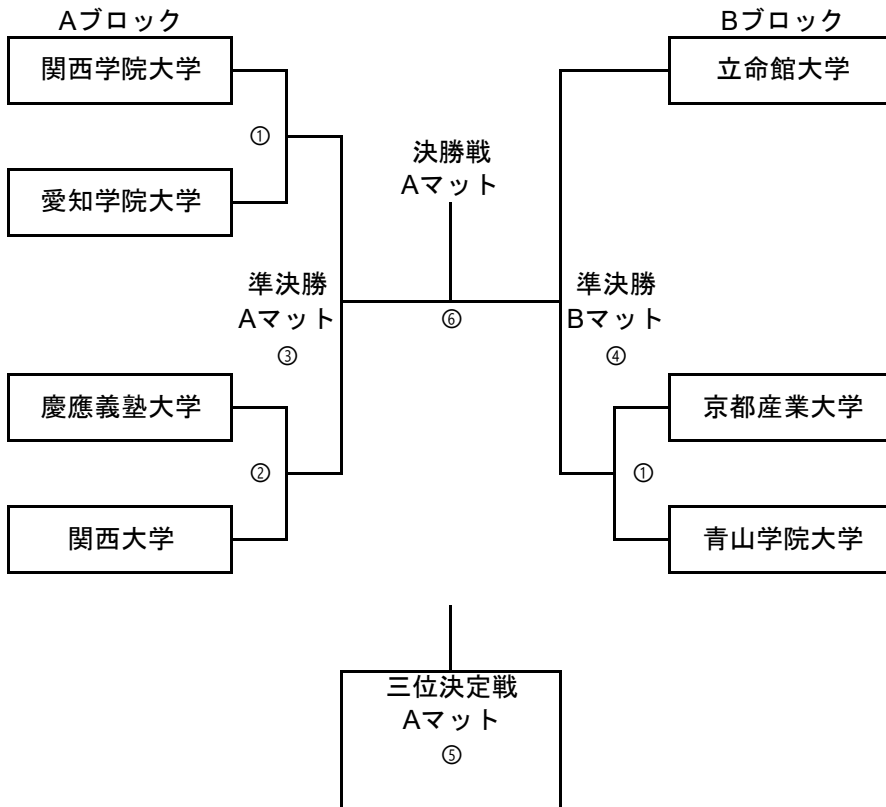 Aブロック
Bブロック
関西学院大学
立命館大学
①
決勝戦
Aマット
愛知学院大学
準決勝
Aマット
③
⑥
準決勝
Bマット
④
慶應義塾大学
京都産業大学
②
①
関西大学
青山学院大学
三位決定戦
Aマット
⑤